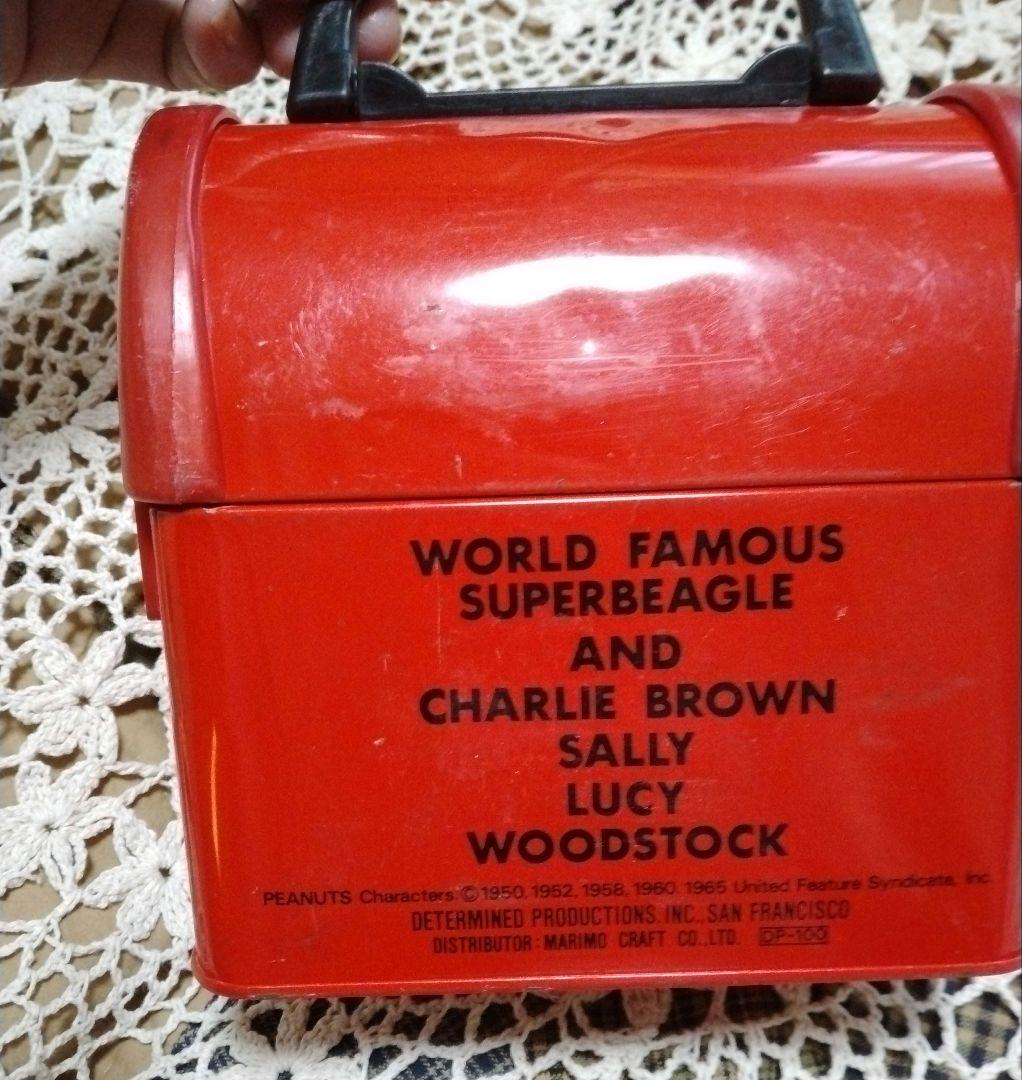 WORLD FAMOUS
SUPERBEAGLE
AND
CHARLIE BROWN
SALLY
LUCY
WOODSTOCK
PEANUTS Characters:©1950, 1952, 1958, 1960, 1965 United Feature Syndicate, Inc.
DETERMINED PRODUCTIONS, INC., SAN FRANCISCO
DISTRIBUTOR: MARIMO CRAFT CO., LTD. DP-100